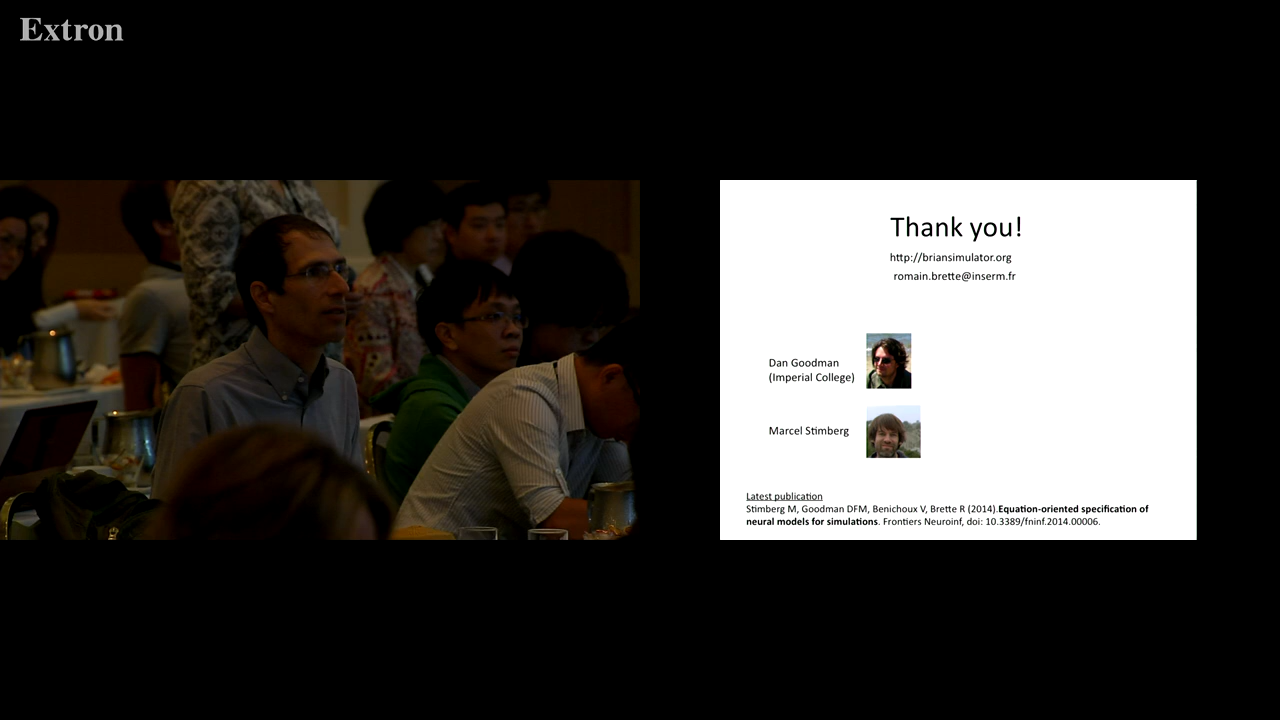 Extron
Thank you!
http://briansimulator.org
romain.brette@inserm.fr
Dan Goodman
(Imperial College)
Marcel Stimberg
Latest publication
Stimberg M, Goodman DFM, Benichoux V, Brette R (2014).Equation-oriented specification of
neural models for simulations. Frontiers Neuroinf, doi: 10.3389/fninf.2014.00006.